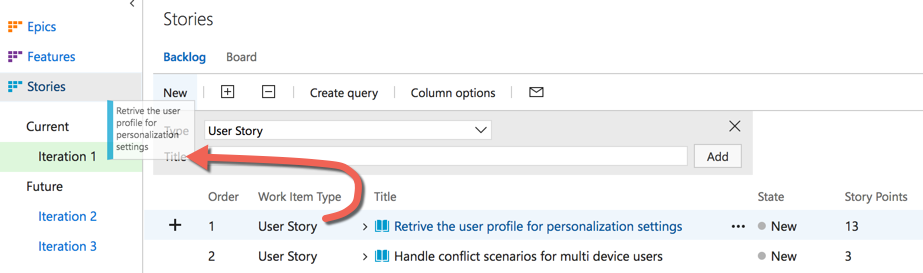 Stories
Epics
Features
Stories
Backlog Board
New Create query Column options
Retrive the user
profile for
personalization
settings
Current
Iteration 1
Future
Iteration 2
Iteration 3
Type User Story
Title Add
Order Work Item Type Title State Story Points
1 User Story Retrive the user profile for personalization settings ... New 13
2 User Story Handle conflict scenarios for multi device users New 3